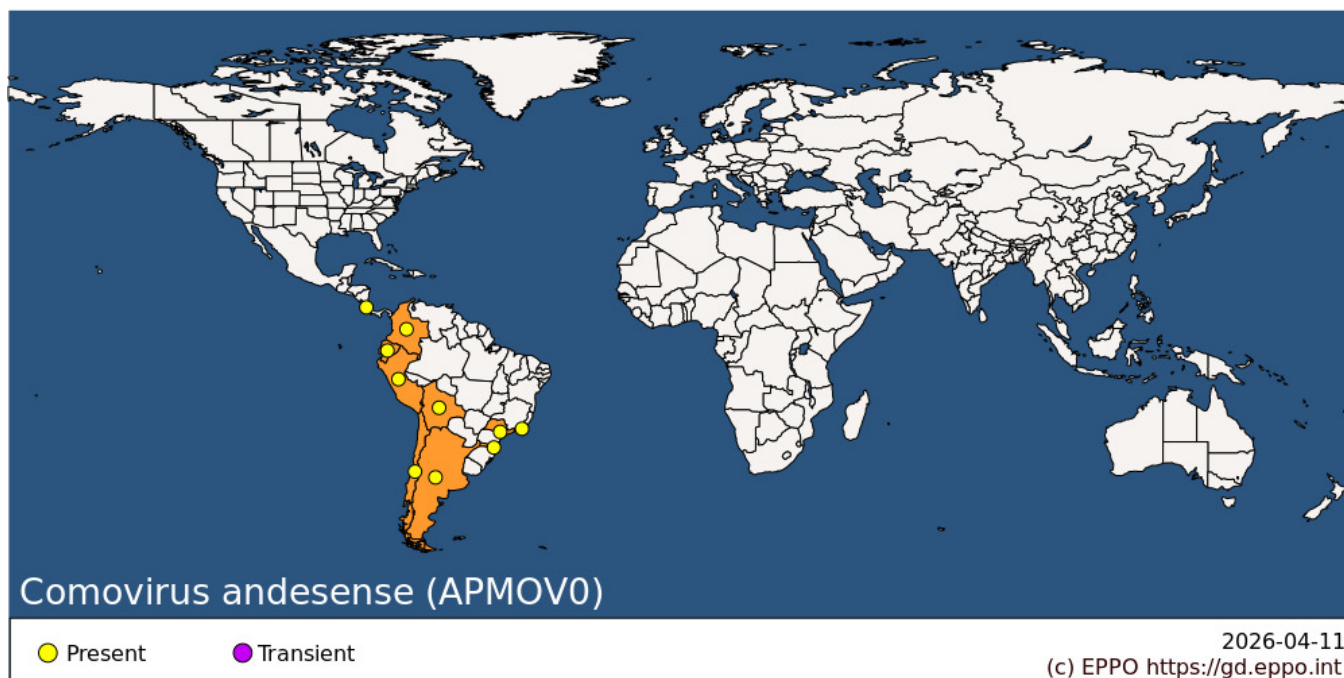 Comovirus andesense (APMOV0)
Present
Transient
2026-04-11
(c) EPPO https://gd.eppo.int